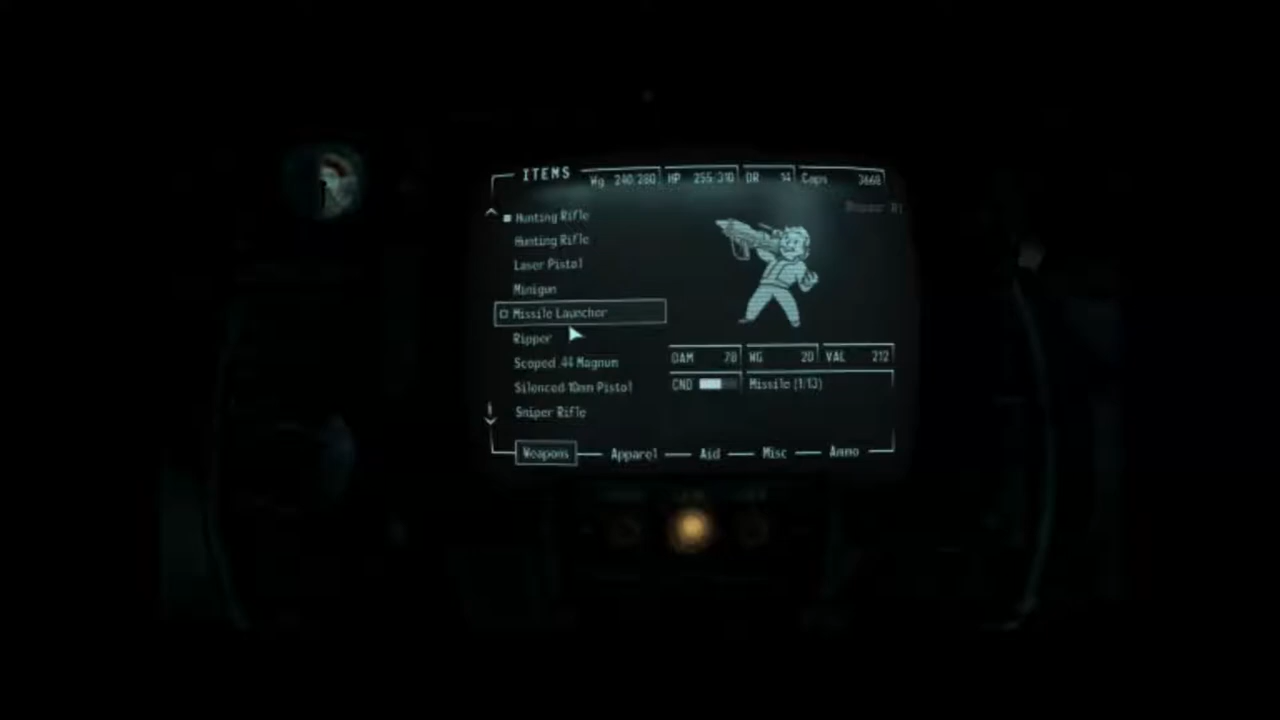 ITEMS Wg 240/280 HP 255/310 DR 14 Caps 3668
Hunting Rifle
Hunting Rifle
Laser Pistol
Minigun
Missile Launcher
Ripper
Scoped .44 Magnum
Silenced 10mm Pistol
Sniper Rifle
DAM 70 WG 20 VAL 212
CND Missile (1/13)
Weapons Apparel Aid Misc Ammo